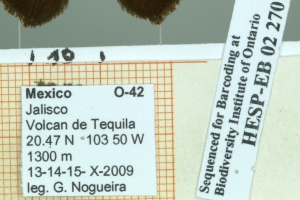 Mexico O-42
Jalisco
Volcan de Tequila
20.47 N °103 50 W
1300 m
13-14-15- X-2009
leg. G. Nogueira
Sequenced for Barcoding at
Biodiversity Institute of Ontario
HESP-EB 02 270